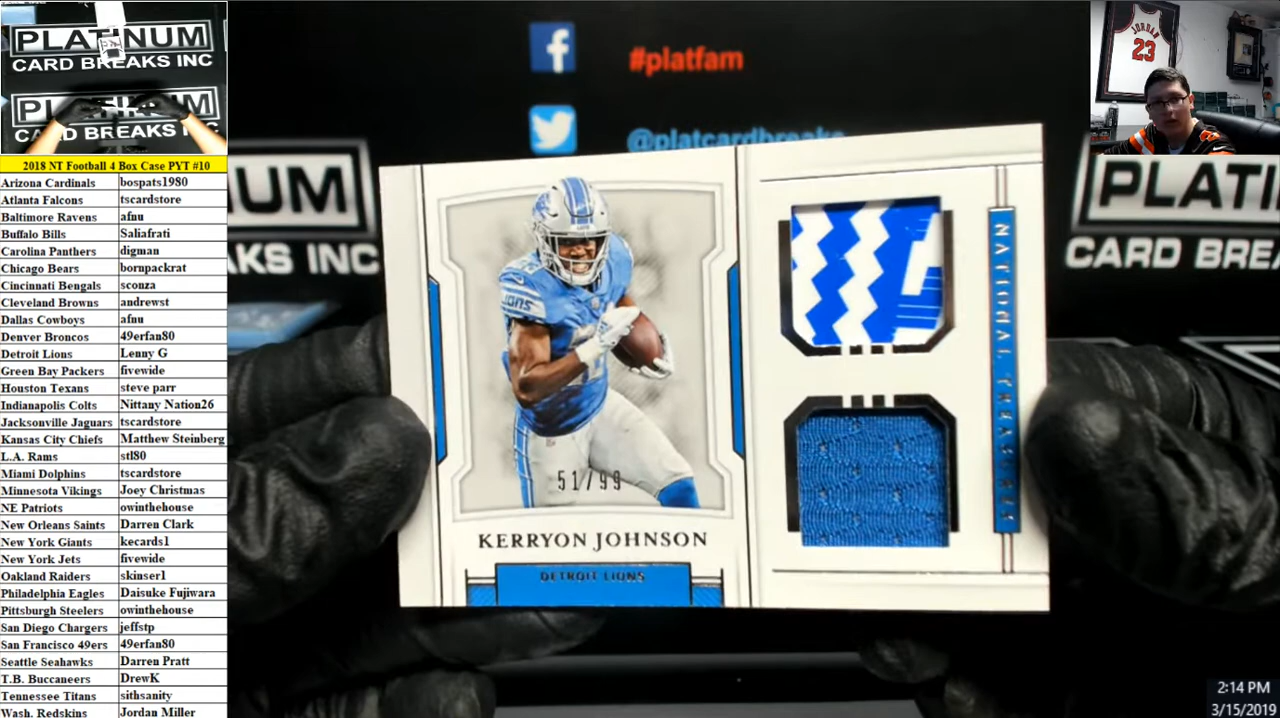 PLATINUM
CARD BREAKS INC
PLATINUM
CARD BREAKS INC
2018 NT Football 4 Box Case PYT #10
Arizona Cardinals bospats1980
Atlanta Falcons tscardstore
Baltimore Ravens afnu
Buffalo Bills Saliafrati
Carolina Panthers digman
Chicago Bears bornpackrat
Cincinnati Bengals sconza
Cleveland Browns andrewst
Dallas Cowboys afnu
Denver Broncos 49erfan80
Detroit Lions Lenny G
Green Bay Packers fivewide
Houston Texans steve parr
Indianapolis Colts Nittany Nation26
Jacksonville Jaguars tscardstore
Kansas City Chiefs Matthew Steinberg
L.A. Rams stl80
Miami Dolphins tscardstore
Minnesota Vikings Joey Christmas
NE Patriots owinthehouse
New Orleans Saints Darren Clark
New York Giants kecards1
New York Jets fivewide
Oakland Raiders skinser1
Philadelphia Eagles Daisuke Fujiwara
Pittsburgh Steelers owinthehouse
San Diego Chargers jeffstp
San Francisco 49ers 49erfan80
Seattle Seahawks Darren Pratt
T.B. Buccaneers DrewK
Tennessee Titans sithsanity
Wash. Redskins Jordan Miller
#platfam
@platcardbreaks
NUM
KS INC
PLATI
CARD BREA
JORDAN
23
IONS
51/99
KERRYON JOHNSON
DETROIT LIONS
NATIONAL TREASURES
2:14 PM
3/15/2019